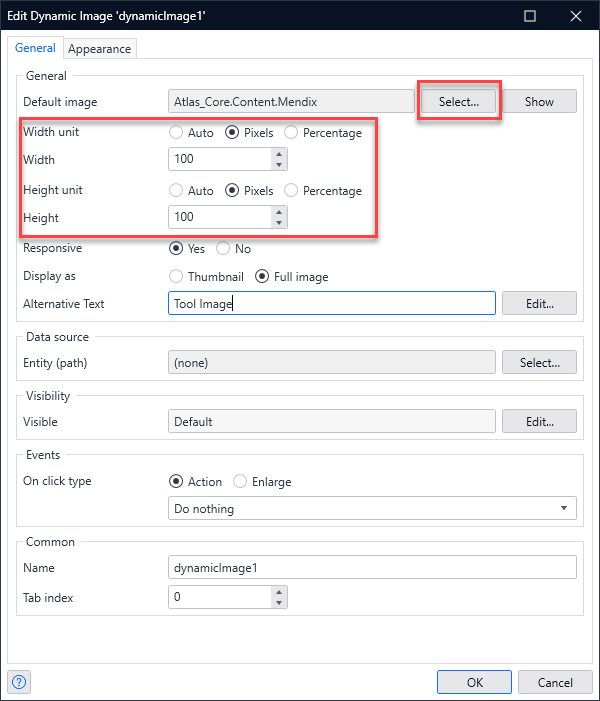 Edit Dynamic Image 'dynamicImage1'
General Appearance
General
Default image Atlas_Core.Content.Mendix Select... Show
Width unit Auto Pixels Percentage
Width 100
Height unit Auto Pixels Percentage
Height 100
Responsive Yes No
Display as Thumbnail Full image
Alternative Text Tool Image Edit...
Data source
Entity (path) (none) Select...
Visibility
Visible Default Edit...
Events
On click type Action Enlarge
Do nothing
Common
Name dynamicImage1
Tab index 0
? OK Cancel